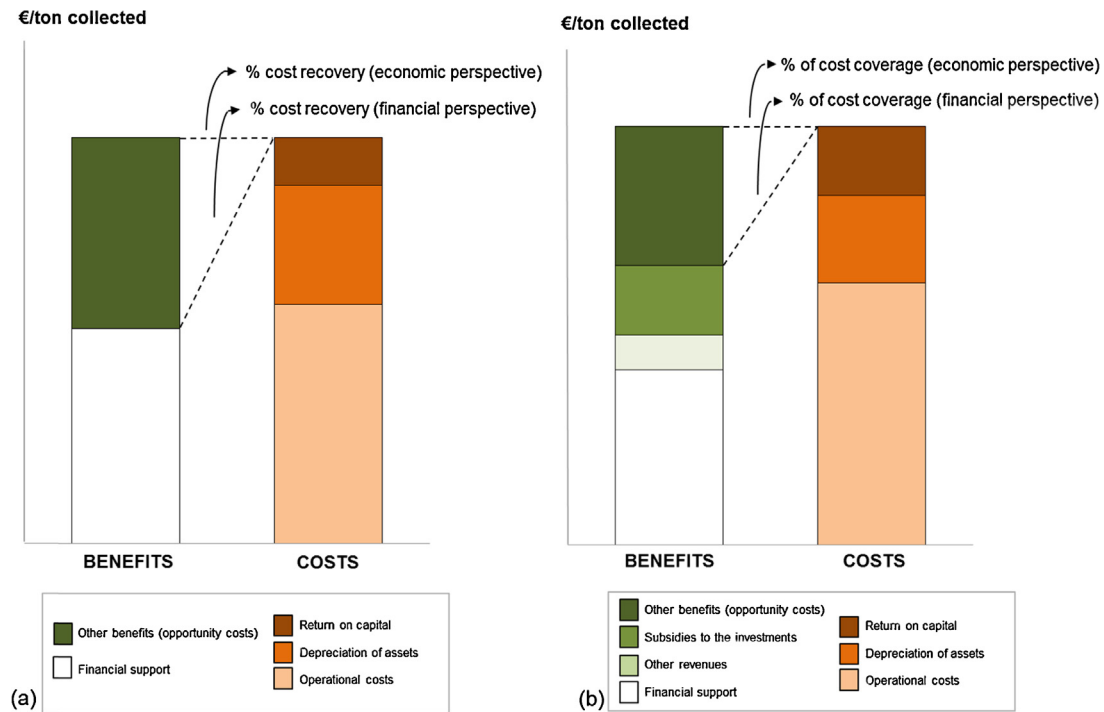 €/ton collected
% cost recovery (economic perspective)
% cost recovery (financial perspective)
BENEFITS
COSTS
Other benefits (opportunity costs)
Financial support
Return on capital
Depreciation of assets
Operational costs
(a)
€/ton collected
% of cost coverage (economic perspective)
% of cost coverage (financial perspective)
BENEFITS
COSTS
Other benefits (opportunity costs)
Subsidies to the investments
Other revenues
Financial support
Return on capital
Depreciation of assets
Operational costs
(b)